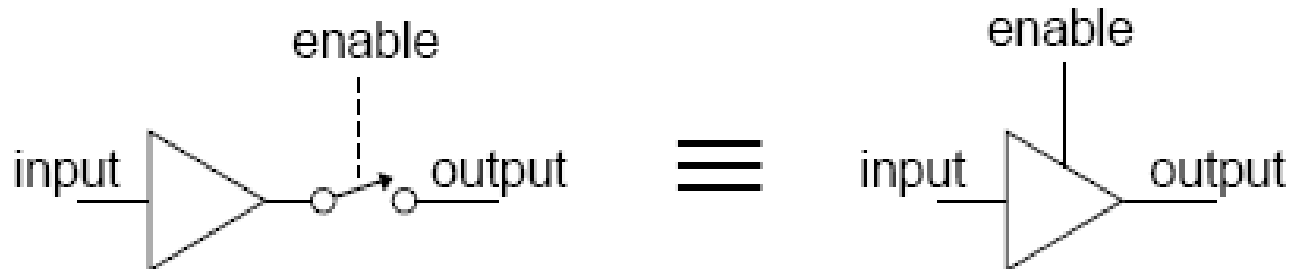 enable
input
output
≡
enable
input
output